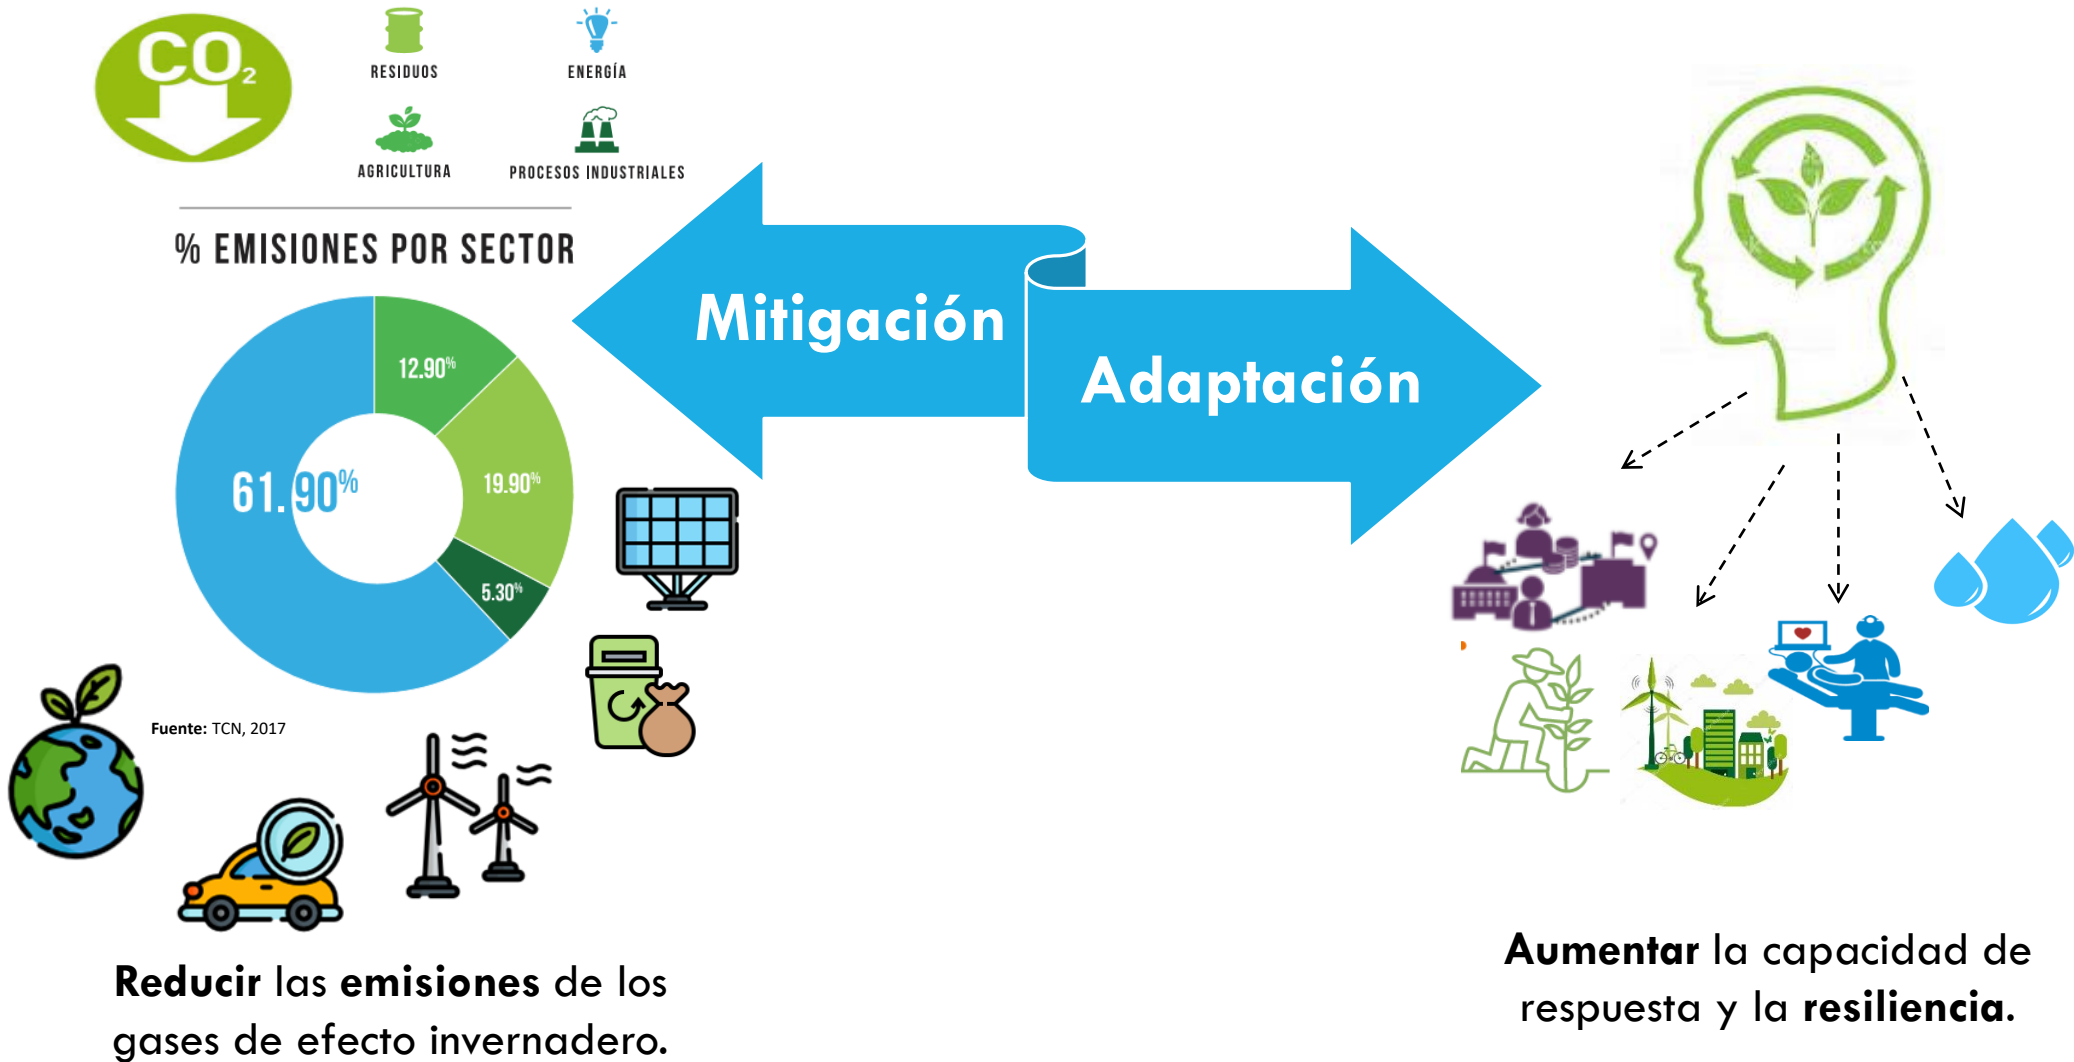 CO2
RESIDUOS
ENERGÍA
AGRICULTURA
PROCESOS INDUSTRIALES
% EMISIONES POR SECTOR
12.90%
19.90%
61.90%
5.30%
Fuente: TCN, 2017
Mitigación
Adaptación
Reducir las emisiones de los
gases de efecto invernadero.
Aumentar la capacidad de
respuesta y la resiliencia.